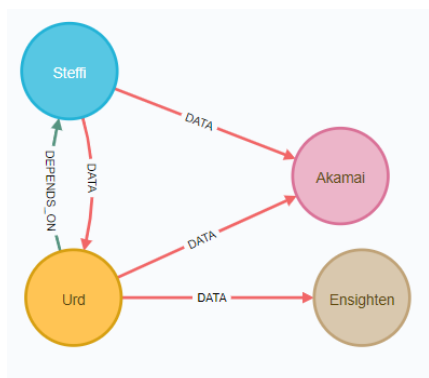 Steffi
DATA
Akamai
DEPENDS_ON
DATA
DATA
Urd
DATA
Ensighten